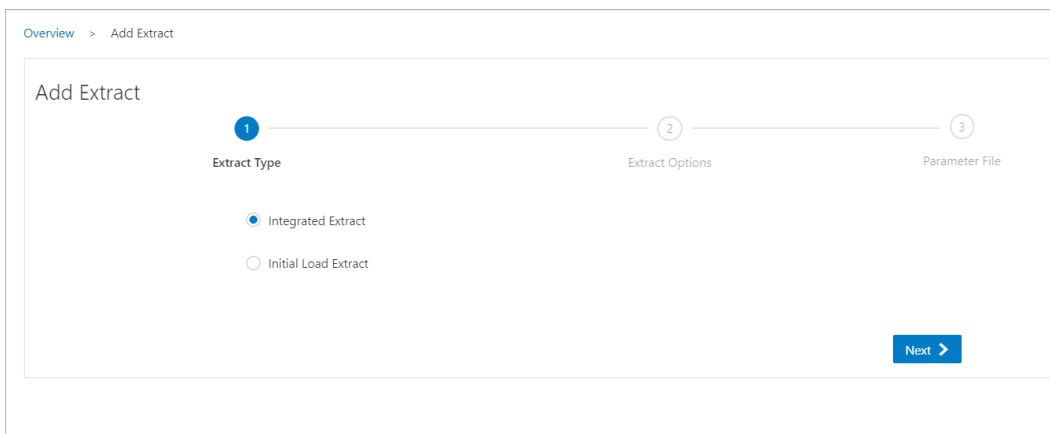 Overview > Add Extract
Add Extract
1 2 3
Extract Type Extract Options Parameter File
Integrated Extract
Initial Load Extract
Next